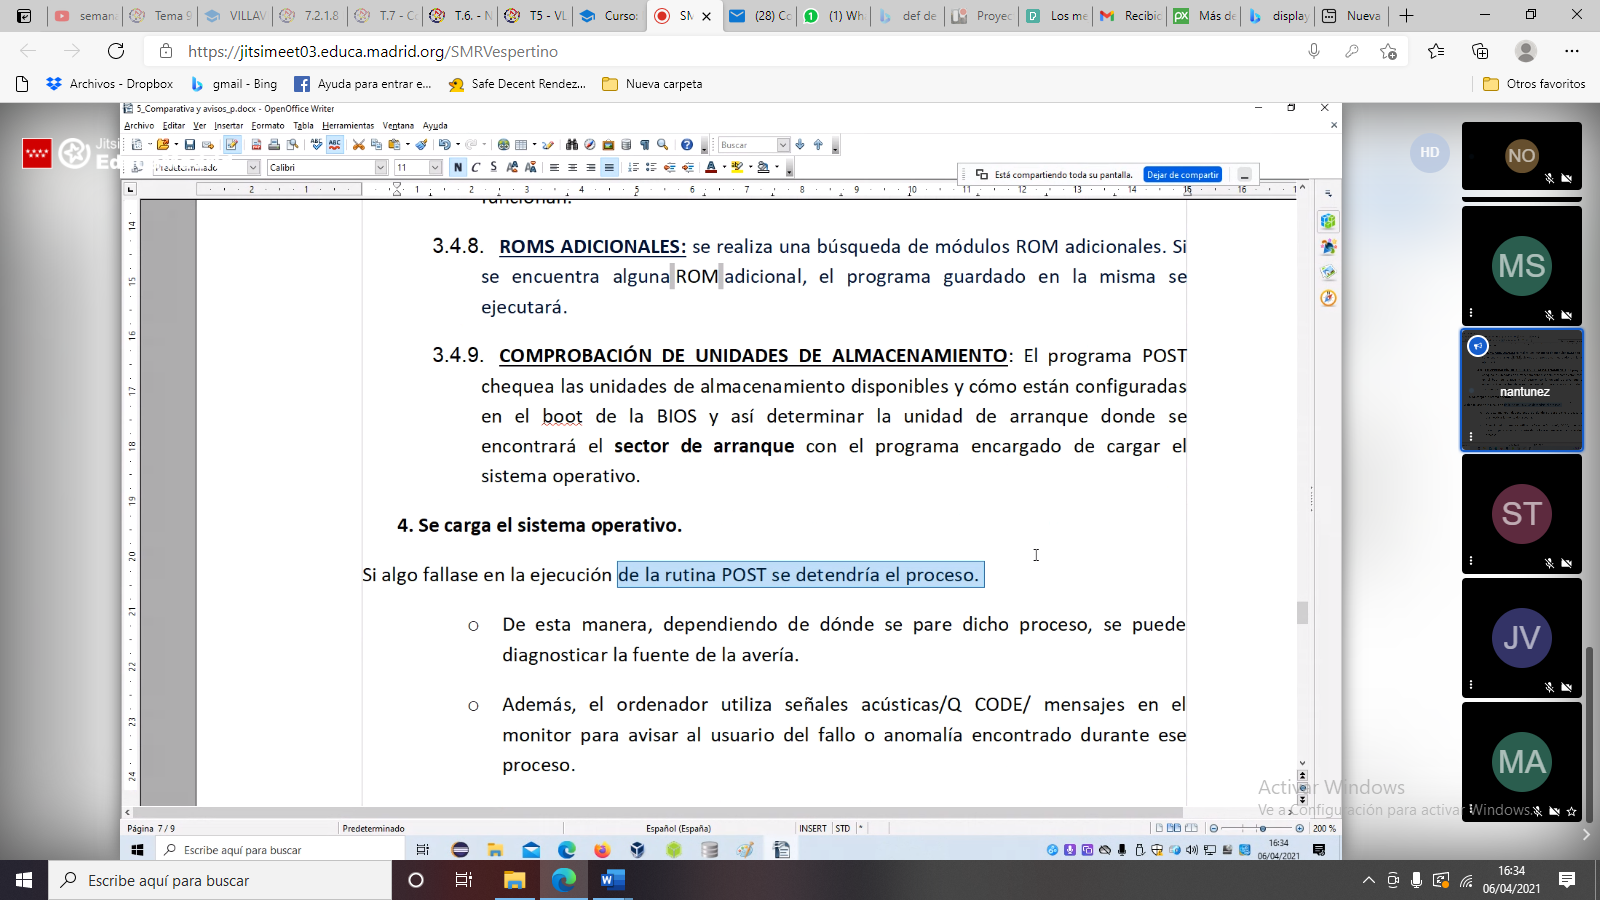 seman
Tema 9
VILLAV
7.2.1.8
T.7 - Co
T.6. - N
T5 - VL
Curso:
SM
(28) Co
(1) Wh
def de
Proyec
Los me
Recibid
Más de
display
Nueva
https://jitsimeet03.educa.madrid.org/SMRVespertino
Archivos - Dropbox
gmail - Bing
Ayuda para entrar e...
Safe Decent Rendez...
Nueva carpeta
Otros favoritos
5_Comparativa y avisos_p.docx - OpenOffice Writer
Archivo Editar Ver Insertar Formato Tabla Herramientas Ventana Ayuda
Jitsi
Buscar
Predeterminado
Calibri
11
N C S
Está compartiendo toda su pantalla.
Dejar de compartir
funcionan.
3.4.8. ROMS ADICIONALES: se realiza una búsqueda de módulos ROM adicionales. Si
se encuentra alguna ROM adicional, el programa guardado en la misma se
ejecutará.
3.4.9. COMPROBACIÓN DE UNIDADES DE ALMACENAMIENTO: El programa POST
chequea las unidades de almacenamiento disponibles y cómo están configuradas
en el boot de la BIOS y así determinar la unidad de arranque donde se
encontrará el sector de arranque con el programa encargado de cargar el
sistema operativo.
4. Se carga el sistema operativo.
Si algo fallase en la ejecución de la rutina POST se detendría el proceso.
o De esta manera, dependiendo de dónde se pare dicho proceso, se puede
diagnosticar la fuente de la avería.
o Además, el ordenador utiliza señales acústicas/Q CODE/ mensajes en el
monitor para avisar al usuario del fallo o anomalía encontrado durante ese
proceso.
HD
NO
MS
nantunez
ST
JV
MA
Activar Windows
Ve a Configuración para activar Windows.
Página 7 / 9
Predeterminado
Español (España)
INSERT
STD
*
200 %
Escribe aquí para buscar
16:34
06/04/2021
Escribe aquí para buscar
16:34
06/04/2021